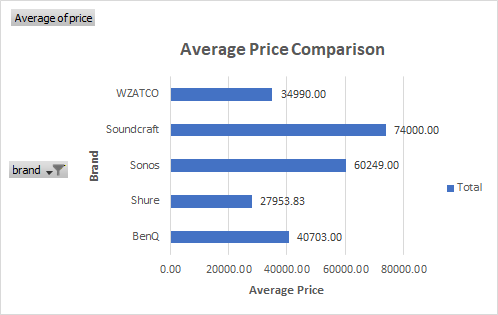 Average of price
Average Price Comparison
WZATCO
34990.00
Soundcraft
74000.00
Sonos
60249.00
Shure
27953.83
BenQ
40703.00
brand
Brand
Total
0.00 20000.00 40000.00 60000.00 80000.00
Average Price